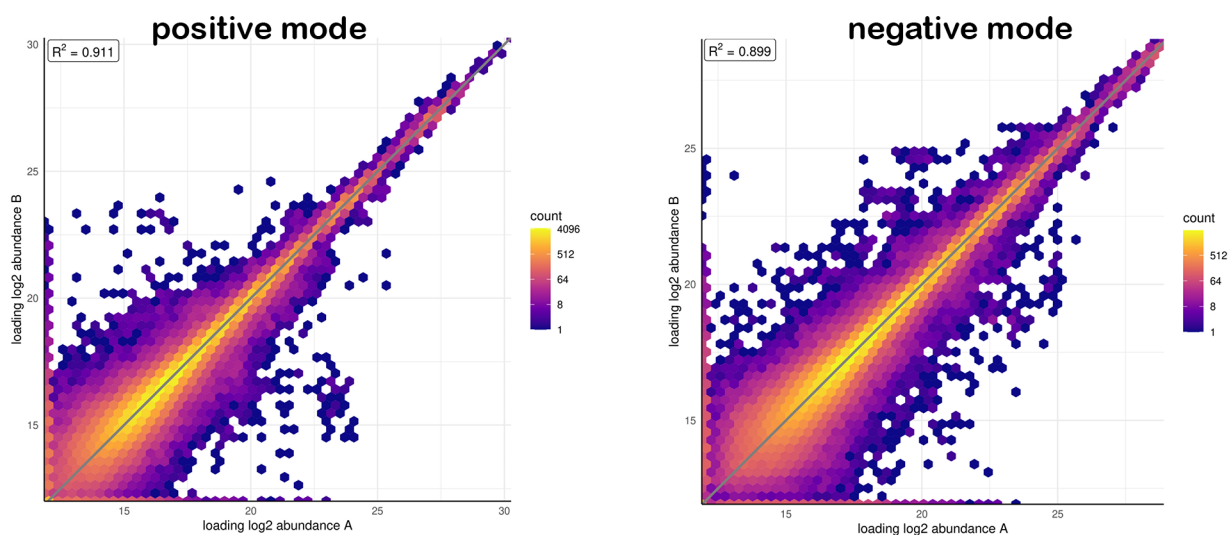 positive mode
R² = 0.911
30
25
20
15
15
20
25
30
loading log2 abundance A
loading log2 abundance B
count
4096
512
64
8
1
negative mode
R² = 0.899
25
20
15
15
20
25
loading log2 abundance A
loading log2 abundance B
count
512
64
8
1